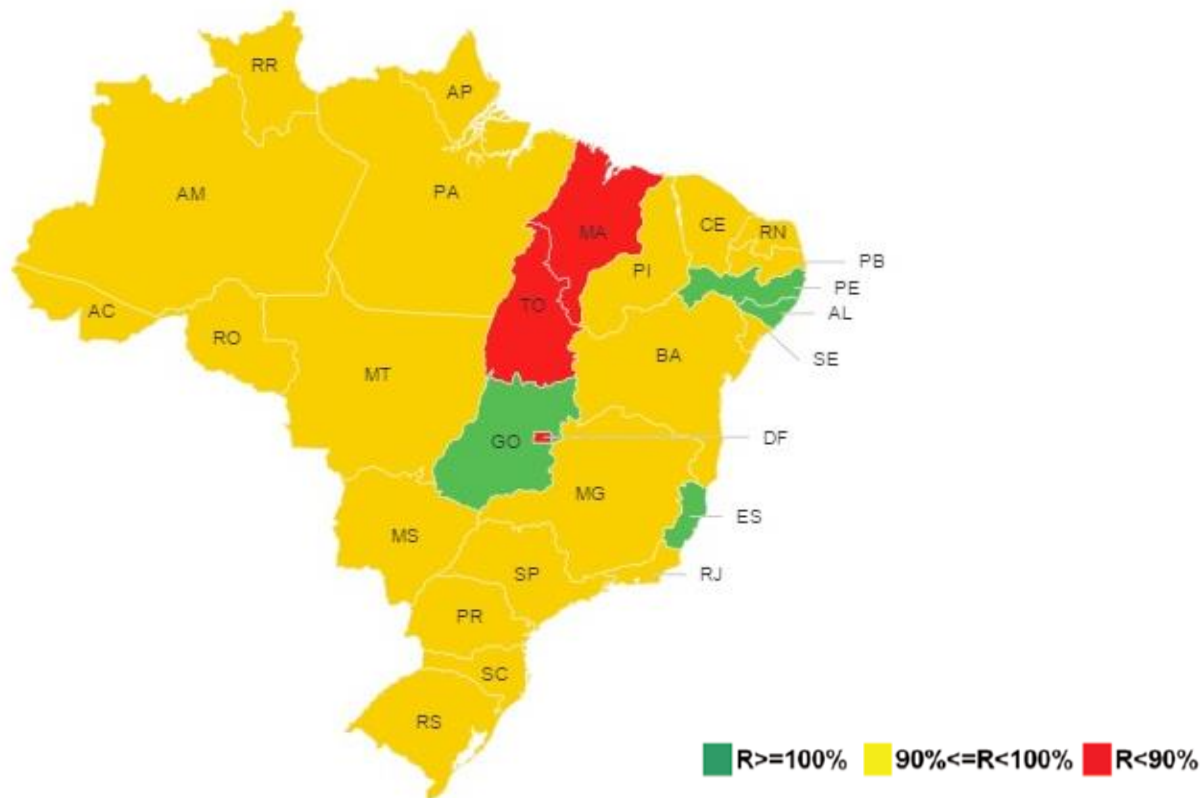 RR
AP
AM
PA
MA
CE
RN
PB
PI
PE
TO
AL
AC
RO
BA
SE
MT
GO
DF
MG
ES
MS
SP
RJ
PR
SC
RS
R>=100% 90%<=R<100% R<90%